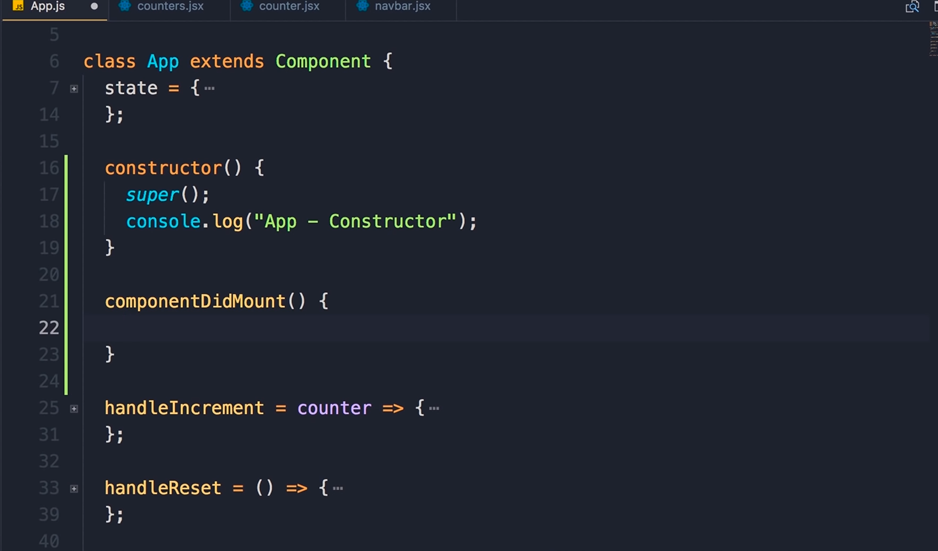 JS App.js counters.jsx counter.jsx navbar.jsx
5
6 class App extends Component {
7 state = {⋯
14 };
15
16 constructor() {
17 super();
18 console.log("App - Constructor");
19 }
20
21 componentDidMount() {
22
23 }
24
25 handleIncrement = counter => {⋯
31 };
32
33 handleReset = () => {⋯
39 };
40